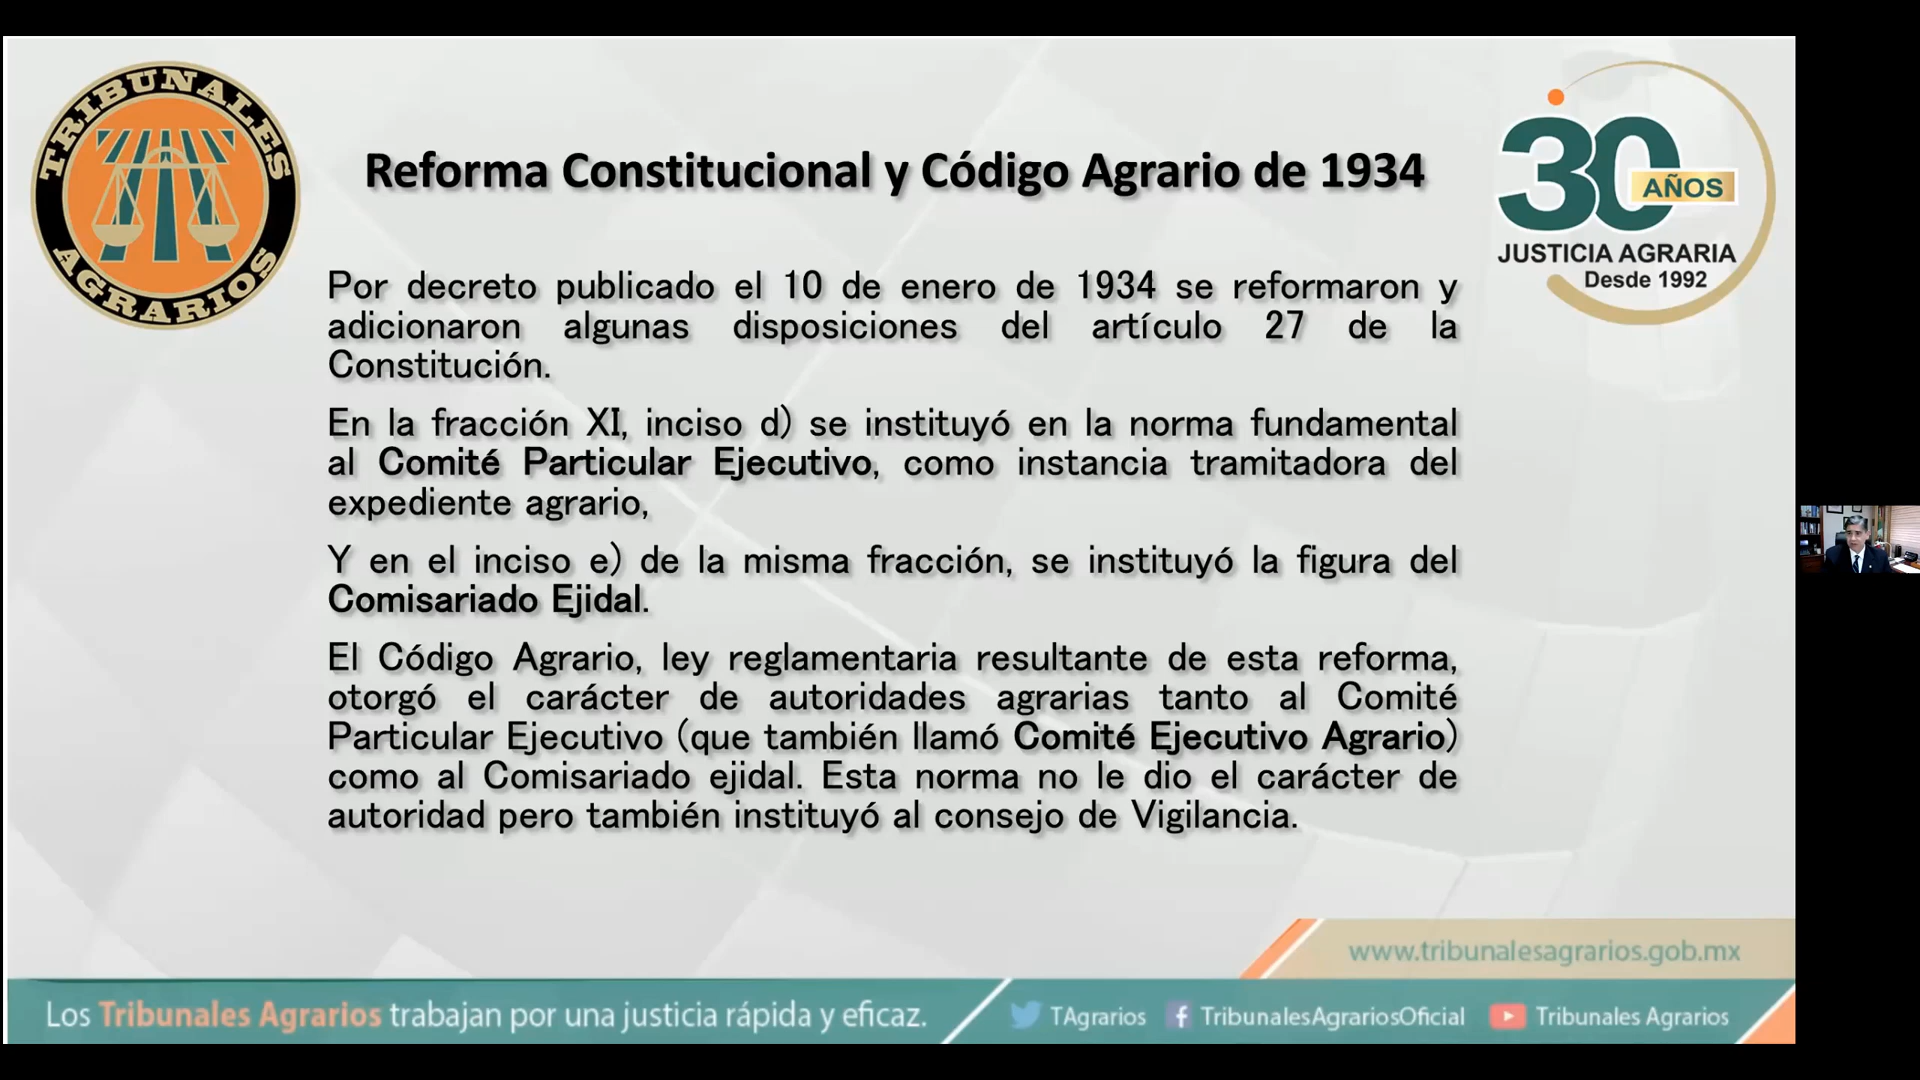 TRIBUNALES
AGRARIOS
Reforma Constitucional y Código Agrario de 1934
30
AÑOS
JUSTICIA AGRARIA
Desde 1992
Por decreto publicado el 10 de enero de 1934 se reformaron y
adicionaron algunas disposiciones del artículo 27 de la
Constitución.
En la fracción XI, inciso d) se instituyó en la norma fundamental
al Comité Particular Ejecutivo, como instancia tramitadora del
expediente agrario,
Y en el inciso e) de la misma fracción, se instituyó la figura del
Comisariado Ejidal.
El Código Agrario, ley reglamentaria resultante de esta reforma,
otorgó el carácter de autoridades agrarias tanto al Comité
Particular Ejecutivo (que también llamó Comité Ejecutivo Agrario)
como al Comisariado ejidal. Esta norma no le dio el carácter de
autoridad pero también instituyó al consejo de Vigilancia.
www.tribunalesagrarios.gob.mx
Los Tribunales Agrarios trabajan por una justicia rápida y eficaz.
TAgrarios
TribunalesAgrariosOficial
Tribunales Agrarios